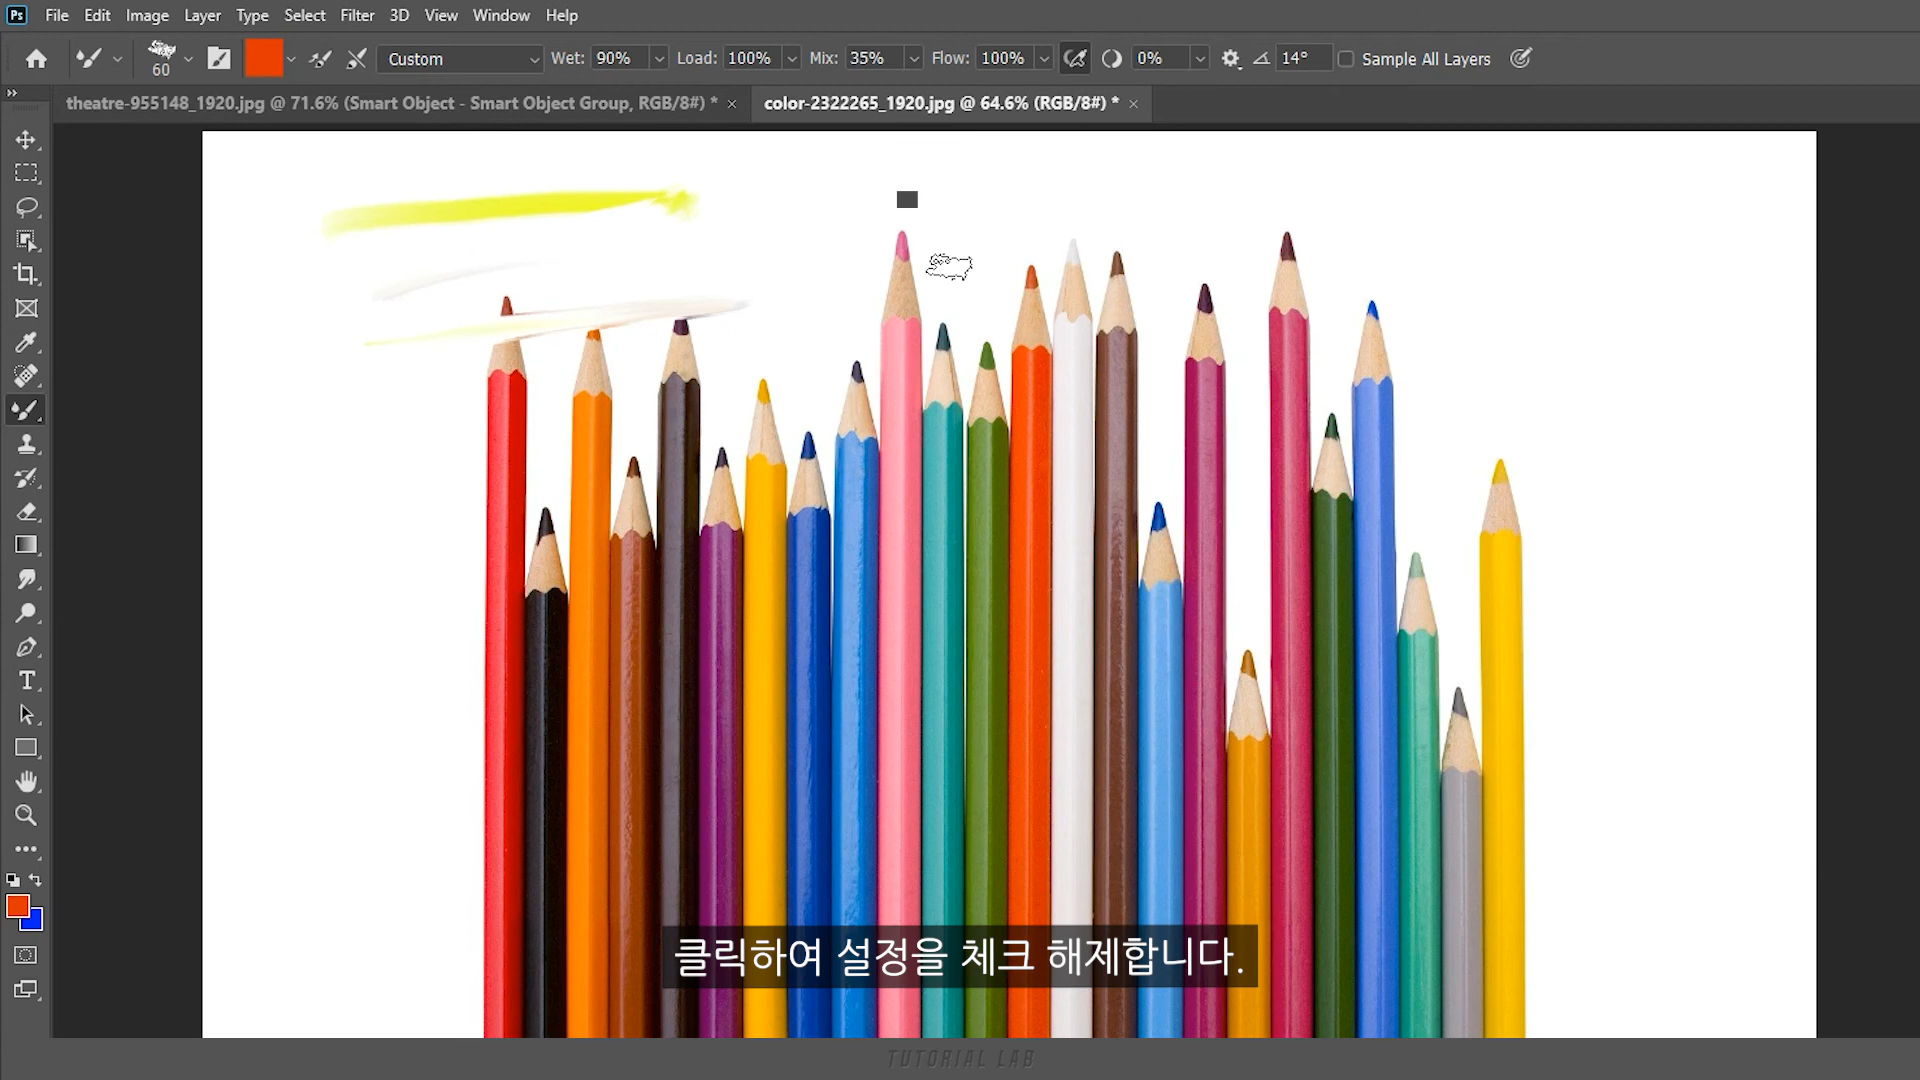 Ps File Edit Image Layer Type Select Filter 3D View Window Help
60 Custom Wet: 90% Load: 100% Mix: 35% Flow: 100% 0% 14° Sample All Layers
theatre-955148_1920.jpg @ 71.6% (Smart Object - Smart Object Group, RGB/8#) * × color-2322265_1920.jpg @ 64.6% (RGB/8#) * ×
클릭하여 설정을 체크 해제합니다.
TUTORIAL LAB